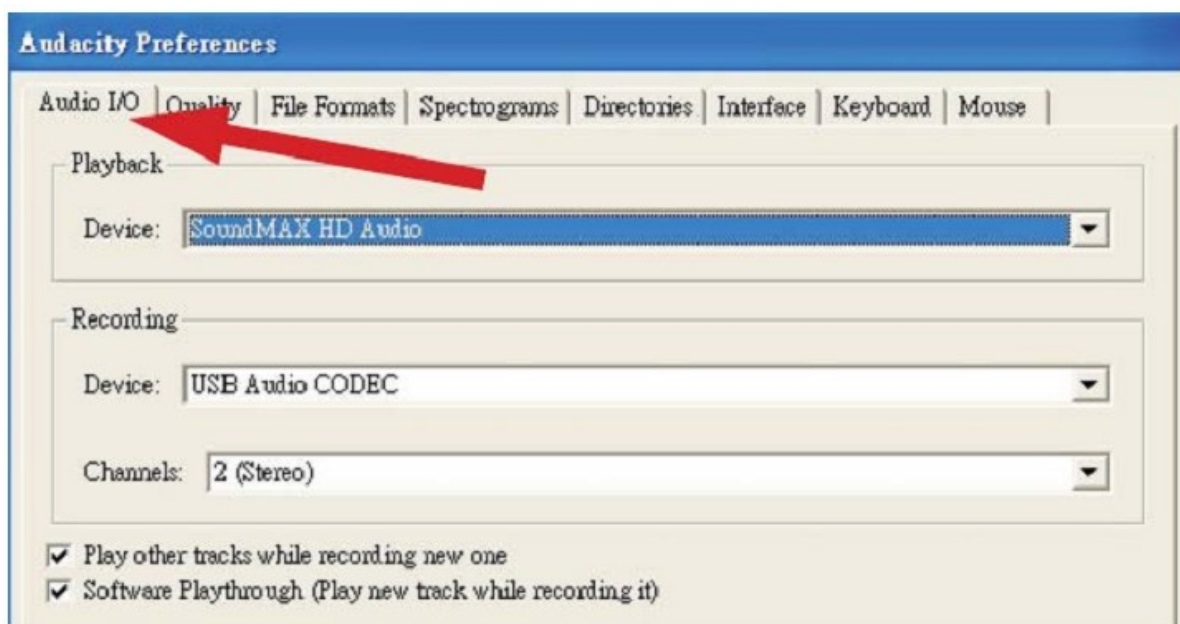 Audacity Preferences
Audio I/O Quality File Formats Spectrograms Directories Interface Keyboard Mouse
Playback
Device: SoundMAX HD Audio
Recording
Device: USB Audio CODEC
Channels: 2 (Stereo)
Play other tracks while recording new one
Software Playthrough (Play new track while recording it)